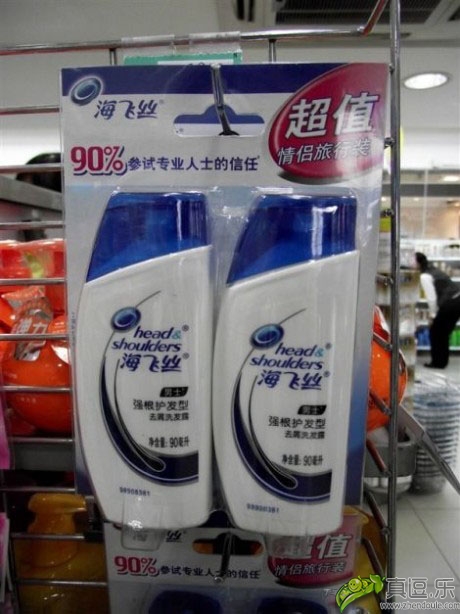 海飞丝
超值
情侣旅行装
90%参试专业人士的信任
head&
shoulders
海飞丝
男士
强根护发型
去屑洗发露
净含量:90毫升
98908361
head&
shoulders
海飞丝
男士
强根护发型
去屑洗发露
净含量:90毫升
98908361
90%参试专业人士的信任
超值
情侣旅行装
真逗.乐
www.zhendoule.com